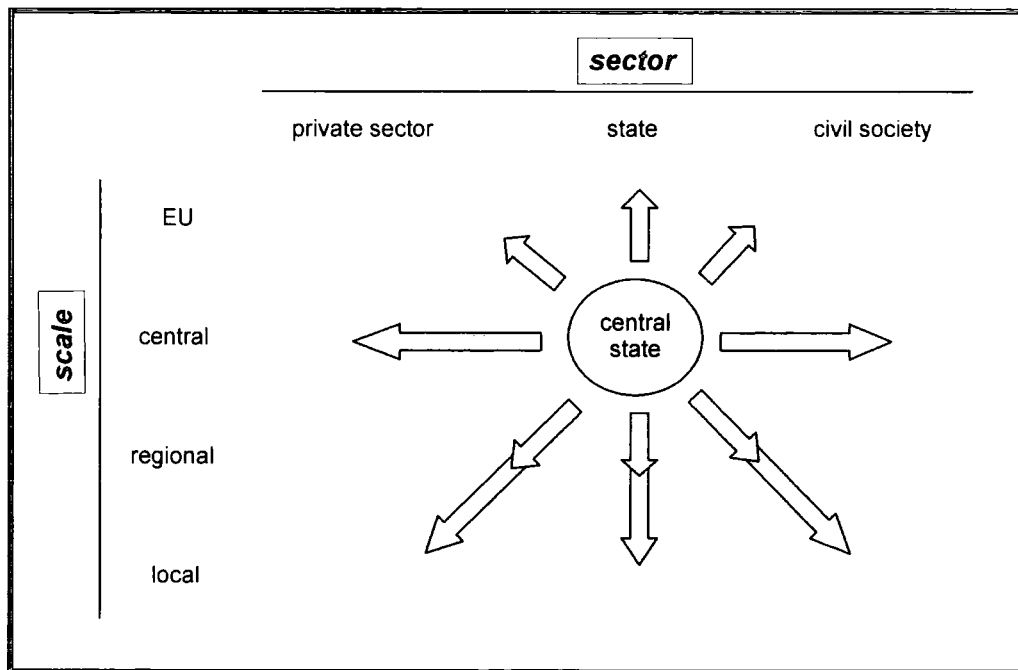 sector
private sector
state
civil society
EU
central
central
state
scale
regional
local